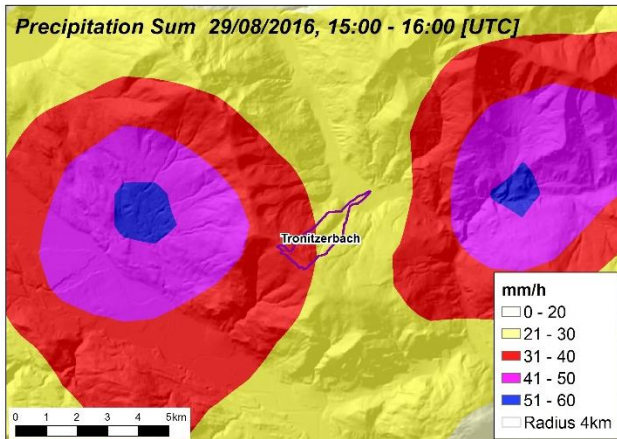 Precipitation Sum 29/08/2016, 15:00 - 16:00 [UTC]
Tronitzerbach
mm/h
0 - 20
21 - 30
31 - 40
41 - 50
51 - 60
Radius 4km
0 1 2 3 4 5km